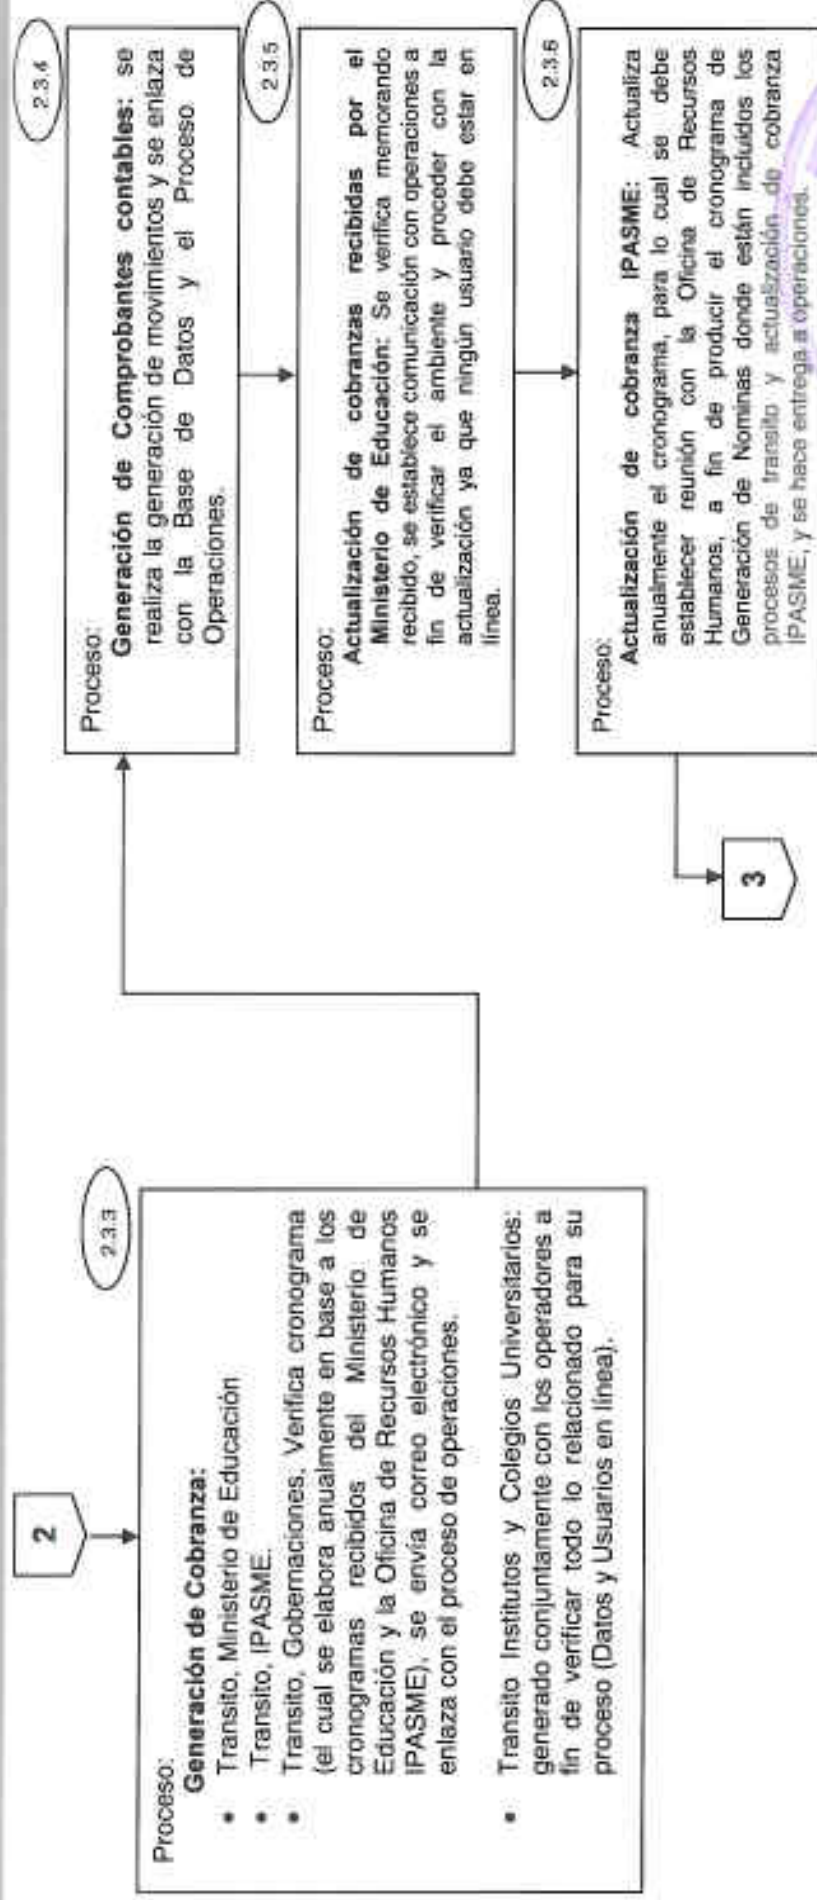 2
2.3.3
Proceso:
Generación de Cobranza:
• Transito, Ministerio de Educación
• Transito, IPASME.
• Transito, Gobernaciones, Verifica cronograma
(el cual se elabora anualmente en base a los
cronogramas recibidos del Ministerio de
Educación y la Oficina de Recursos Humanos
IPASME), se envía correo electrónico y se
enlaza con el proceso de operaciones.
• Transito Institutos y Colegios Universitarios:
generado conjuntamente con los operadores a
fin de verificar todo lo relacionado para su
proceso (Datos y Usuarios en línea).
2.3.4
Proceso:
Generación de Comprobantes contables: se
realiza la generación de movimientos y se enlaza
con la Base de Datos y el Proceso de
Operaciones.
2.3.5
Proceso:
Actualización de cobranzas recibidas por el
Ministerio de Educación: Se verifica memorando
recibido, se establece comunicación con operaciones a
fin de verificar el ambiente y proceder con la
actualización ya que ningún usuario debe estar en
línea.
2.3.6
Proceso:
Actualización de cobranza IPASME: Actualiza
anualmente el cronograma, para lo cual se debe
establecer reunión con la Oficina de Recursos
Humanos, a fin de producir el cronograma de
Generación de Nominas donde están incluidos los
procesos de transito y actualización de cobranza
IPASME, y se hace entrega a operaciones.
3